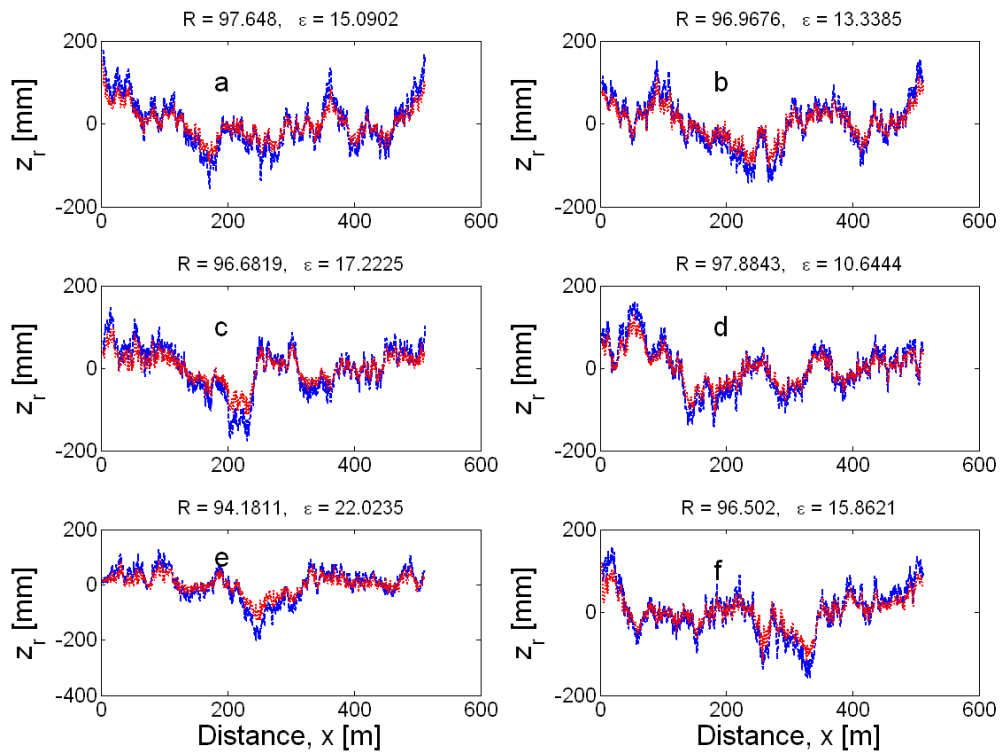 R = 97.648, ε = 15.0902
R = 96.9676, ε = 13.3385
200
0
-200
z_r [mm]
a
0 200 400 600
200
0
-200
z_r [mm]
b
0 200 400 600
R = 96.6819, ε = 17.2225
R = 97.8843, ε = 10.6444
200
0
-200
z_r [mm]
c
0 200 400 600
200
0
-200
z_r [mm]
d
0 200 400 600
R = 94.1811, ε = 22.0235
R = 96.502, ε = 15.8621
200
0
-200
-400
z_r [mm]
e
0 200 400 600
Distance, x [m]
200
0
-200
z_r [mm]
f
0 200 400 600
Distance, x [m]